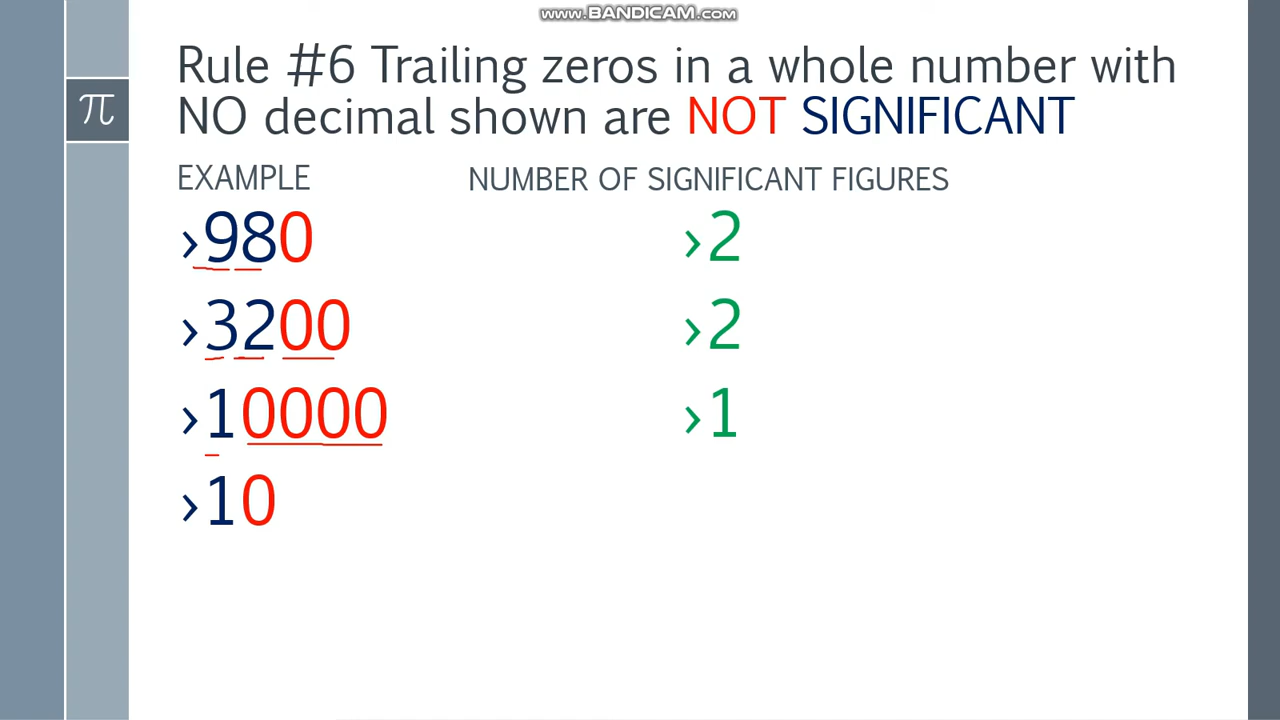 www.BANDICAM.com
Rule #6 Trailing zeros in a whole number with
NO decimal shown are NOT SIGNIFICANT
π
EXAMPLE NUMBER OF SIGNIFICANT FIGURES
›980 ›2
›3200 ›2
›10000 ›1
›10